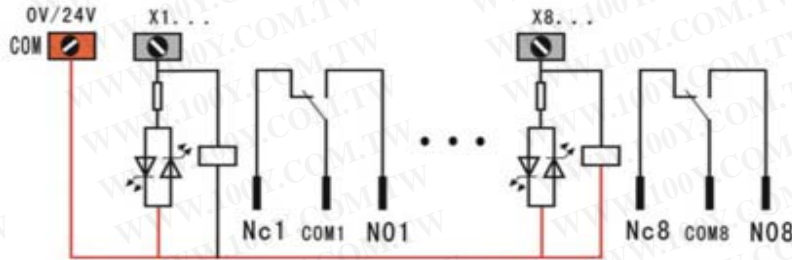 0V/24V X1... X8...
COM
Nc1 COM1 NO1 Nc8 COM8 NO8
WWW.100Y.COM.TW